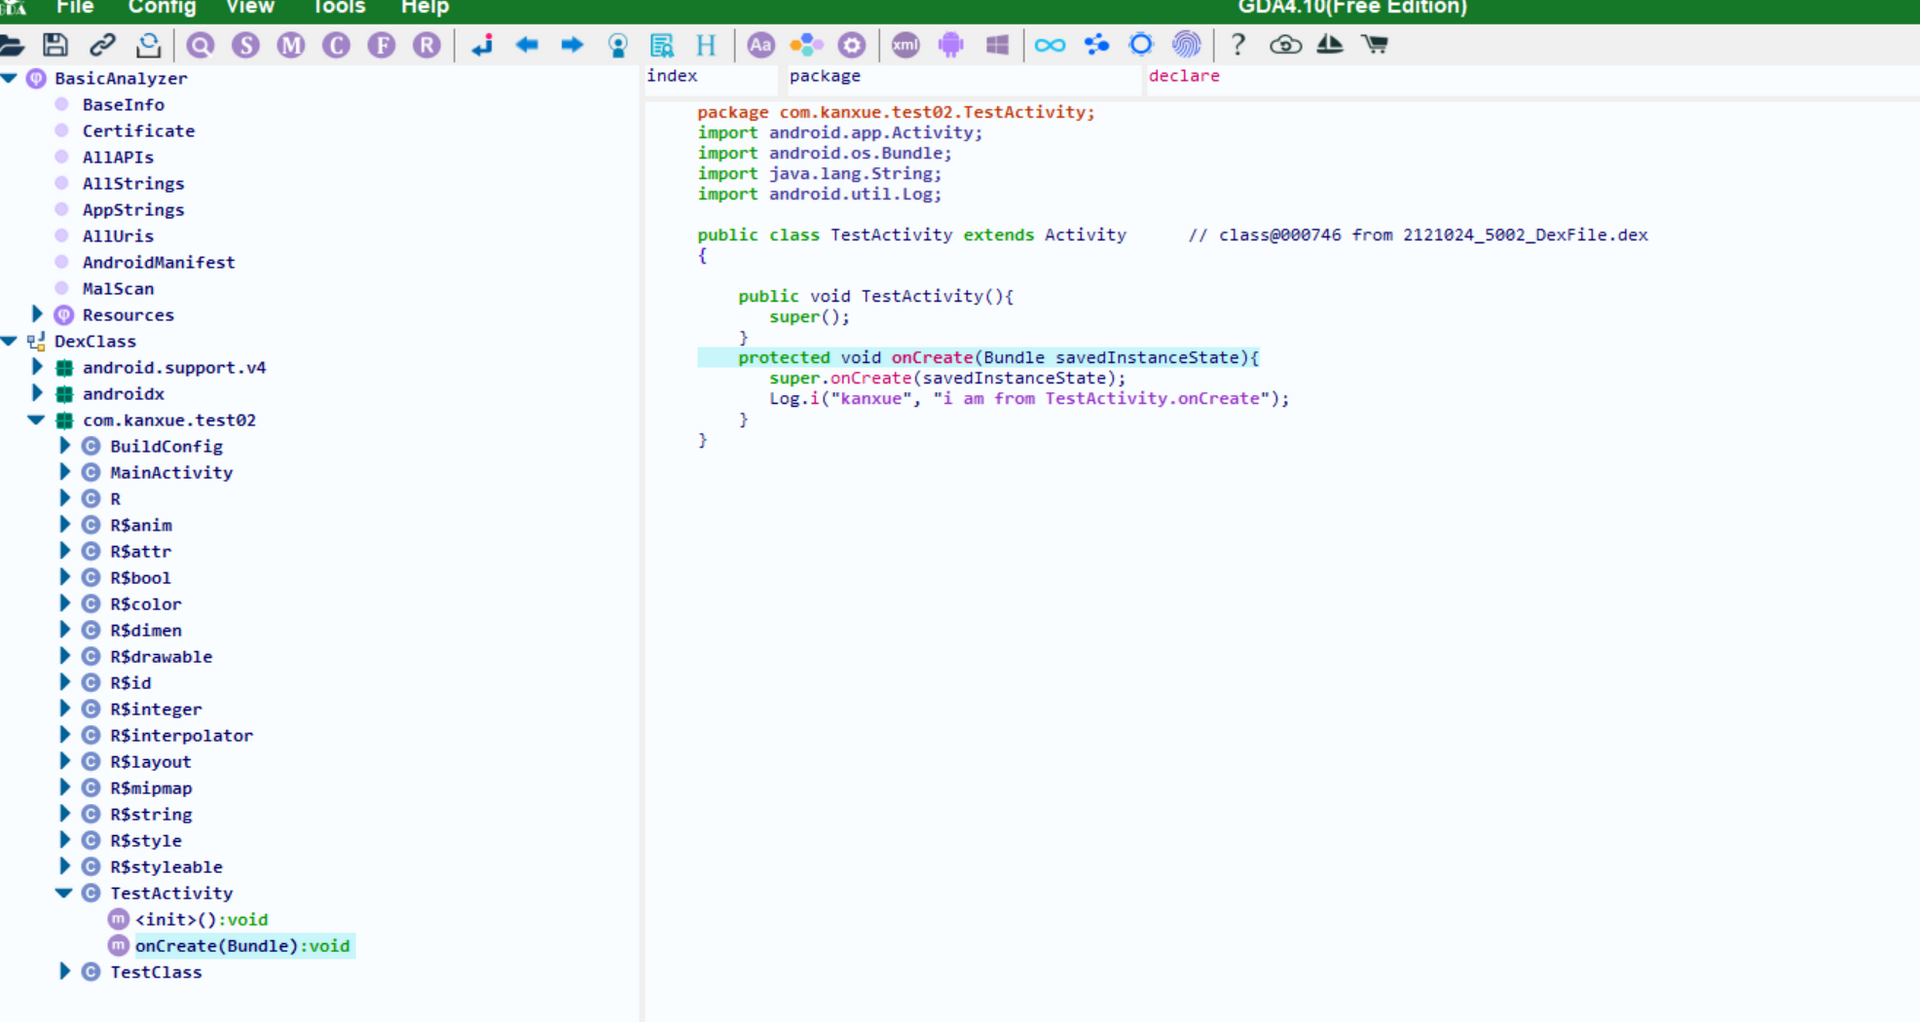 GDA File Config View Tools Help GDA4.10(Free Edition)
S M C F R H Aa xml ?
BasicAnalyzer
BaseInfo
Certificate
AllAPIs
AllStrings
AppStrings
AllUris
AndroidManifest
MalScan
Resources
DexClass
android.support.v4
androidx
com.kanxue.test02
C BuildConfig
C MainActivity
C R
C R$anim
C R$attr
C R$bool
C R$color
C R$dimen
C R$drawable
C R$id
C R$integer
C R$interpolator
C R$layout
C R$mipmap
C R$string
C R$style
C R$styleable
C TestActivity
m <init>():void
m onCreate(Bundle):void
C TestClass
index package declare
package com.kanxue.test02.TestActivity;
import android.app.Activity;
import android.os.Bundle;
import java.lang.String;
import android.util.Log;
public class TestActivity extends Activity // class@000746 from 2121024_5002_DexFile.dex
{
public void TestActivity(){
super();
}
protected void onCreate(Bundle savedInstanceState){
super.onCreate(savedInstanceState);
Log.i("kanxue", "i am from TestActivity.onCreate");
}
}